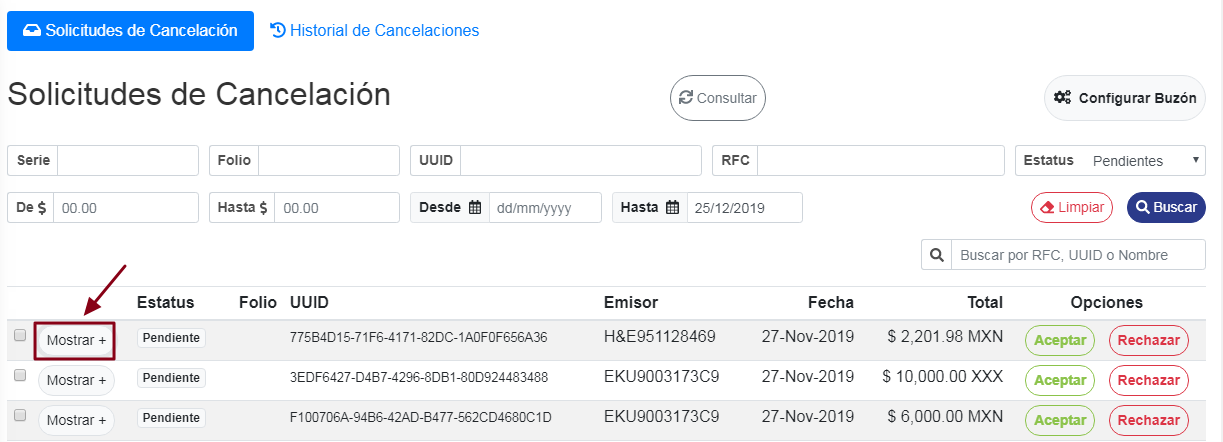 Solicitudes de Cancelación Historial de Cancelaciones
Solicitudes de Cancelación Consultar Configurar Buzón
Serie Folio UUID RFC Estatus Pendientes
De $ 00.00 Hasta $ 00.00 Desde dd/mm/yyyy Hasta 25/12/2019 Limpiar Buscar
Buscar por RFC, UUID o Nombre
Estatus Folio UUID Emisor Fecha Total Opciones
Mostrar + Pendiente 775B4D15-71F6-4171-82DC-1A0F0F656A36 H&E951128469 27-Nov-2019 $ 2,201.98 MXN Aceptar Rechazar
Mostrar + Pendiente 3EDF6427-D4B7-4296-8DB1-80D924483488 EKU9003173C9 27-Nov-2019 $ 10,000.00 XXX Aceptar Rechazar
Mostrar + Pendiente F100706A-94B6-42AD-B477-562CD4680C1D EKU9003173C9 27-Nov-2019 $ 6,000.00 MXN Aceptar Rechazar